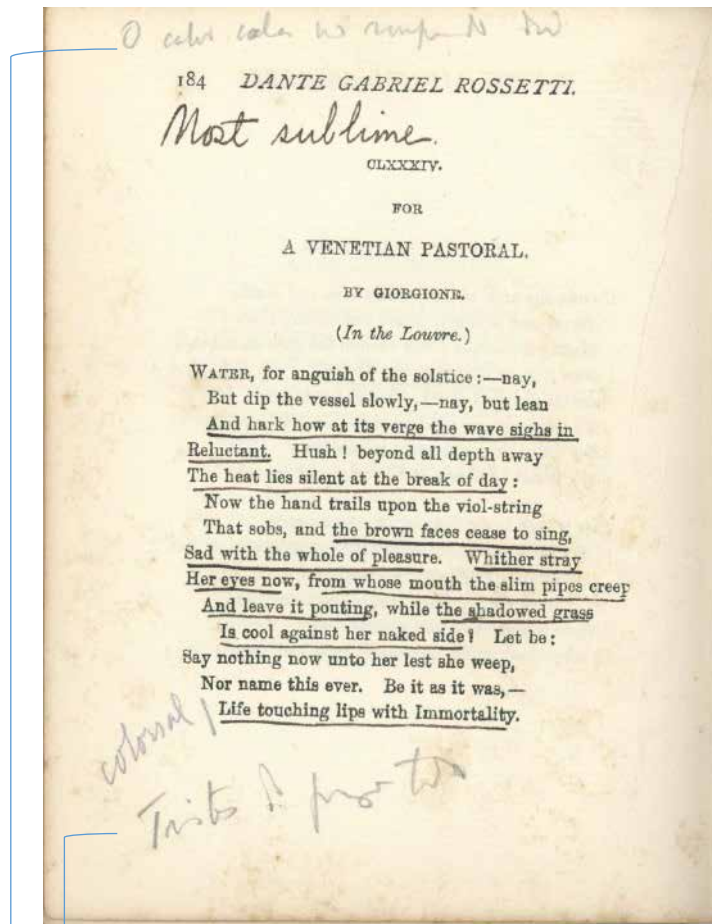 O calor
184 DANTE GABRIEL ROSSETTI.
Most sublime.
CLXXXIV.
FOR
A VENETIAN PASTORAL.
BY GIORGIONE.
(In the Louvre.)
WATER, for anguish of the solstice:—nay,
But dip the vessel slowly,—nay, but lean
And hark how at its verge the wave sighs in
Reluctant. Hush! beyond all depth away
The heat lies silent at the break of day:
Now the hand trails upon the viol-string
That sobs, and the brown faces cease to sing,
Sad with the whole of pleasure. Whither stray
Her eyes now, from whose mouth the slim pipes creep
And leave it pouting, while the shadowed grass
Is cool against her naked side? Let be:
Say nothing now unto her lest she weep,
Nor name this ever. Be it as it was,—
Life touching lips with Immortality.
colossal!